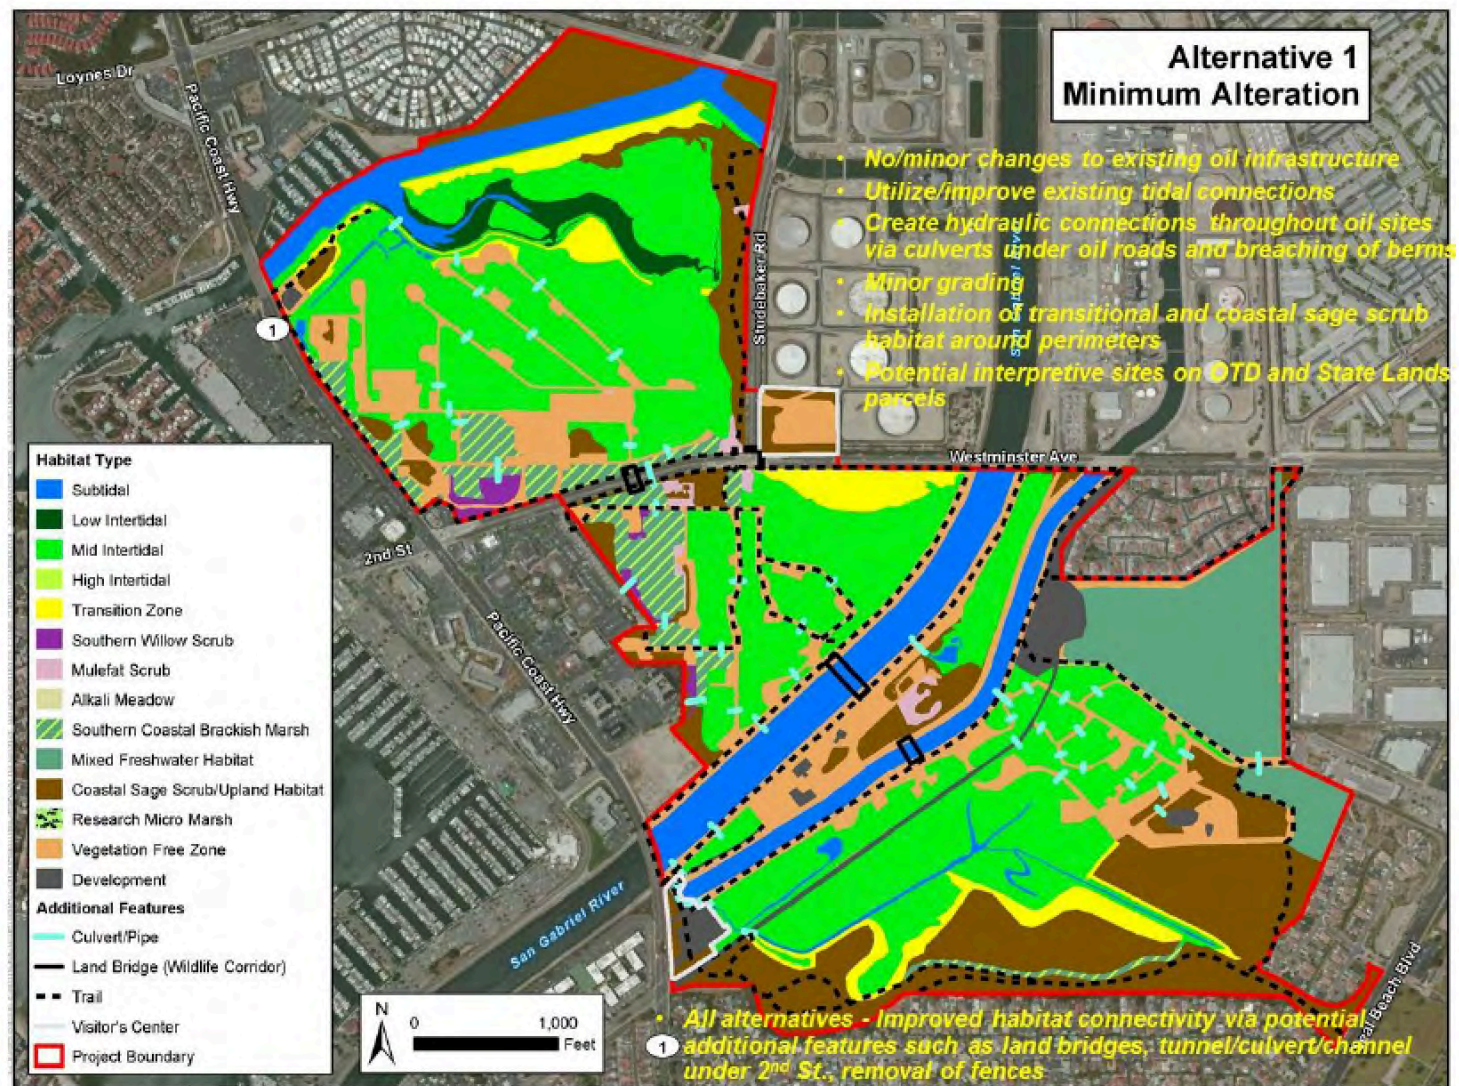 Alternative 1
Minimum Alteration
Loynes Dr
Pacific Coast Hwy
• No/minor changes to existing oil infrastructure
• Utilize/improve existing tidal connections
• Create hydraulic connections throughout oil sites
via culverts under oil roads and breaching of berms
• Minor grading
• Installation of transitional and coastal sage scrub
habitat around perimeters
• Potential interpretive sites on OTD and State Lands
parcels
San Gabriel River
Studebaker Rd
1
Westminster Ave
2nd St
Pacific Coast Hwy
Habitat Type
Subtidal
Low Intertidal
Mid Intertidal
High Intertidal
Transition Zone
Southern Willow Scrub
Mulefat Scrub
Alkali Meadow
Southern Coastal Brackish Marsh
Mixed Freshwater Habitat
Coastal Sage Scrub/Upland Habitat
Research Micro Marsh
Vegetation Free Zone
Development
Additional Features
Culvert/Pipe
Land Bridge (Wildlife Corridor)
Trail
Visitor's Center
Project Boundary
San Gabriel River
N
0 1,000
Feet
Beach Blvd
1
• All alternatives - Improved habitat connectivity via potential
additional features such as land bridges, tunnel/culvert/channel
under 2nd St., removal of fences